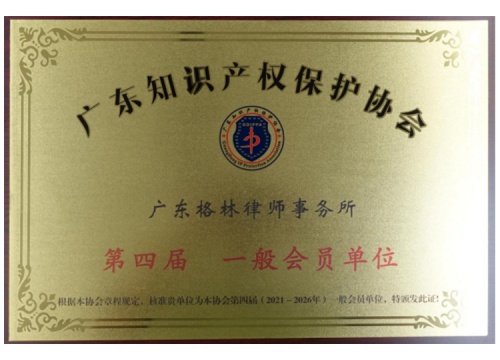 广东知识产权保护协会
广东格林律师事务所
第四届 一般会员单位
根据本协会章程规定，核准贵单位为本协会第四届（2021-2026年）一般会员单位，特颁发此证！